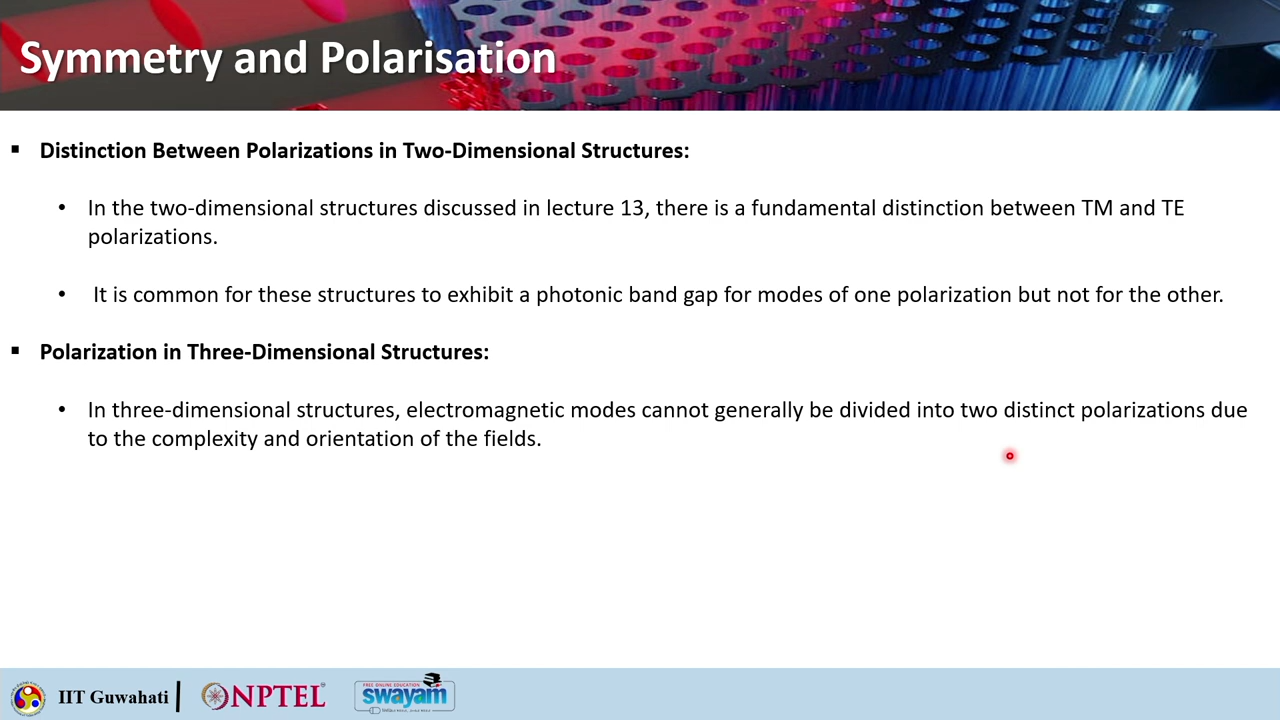 Symmetry and Polarisation
▪ Distinction Between Polarizations in Two-Dimensional Structures:
• In the two-dimensional structures discussed in lecture 13, there is a fundamental distinction between TM and TE
polarizations.
• It is common for these structures to exhibit a photonic band gap for modes of one polarization but not for the other.
▪ Polarization in Three-Dimensional Structures:
• In three-dimensional structures, electromagnetic modes cannot generally be divided into two distinct polarizations due
to the complexity and orientation of the fields.
IIT Guwahati
NPTEL
FREE ONLINE EDUCATION
swayam